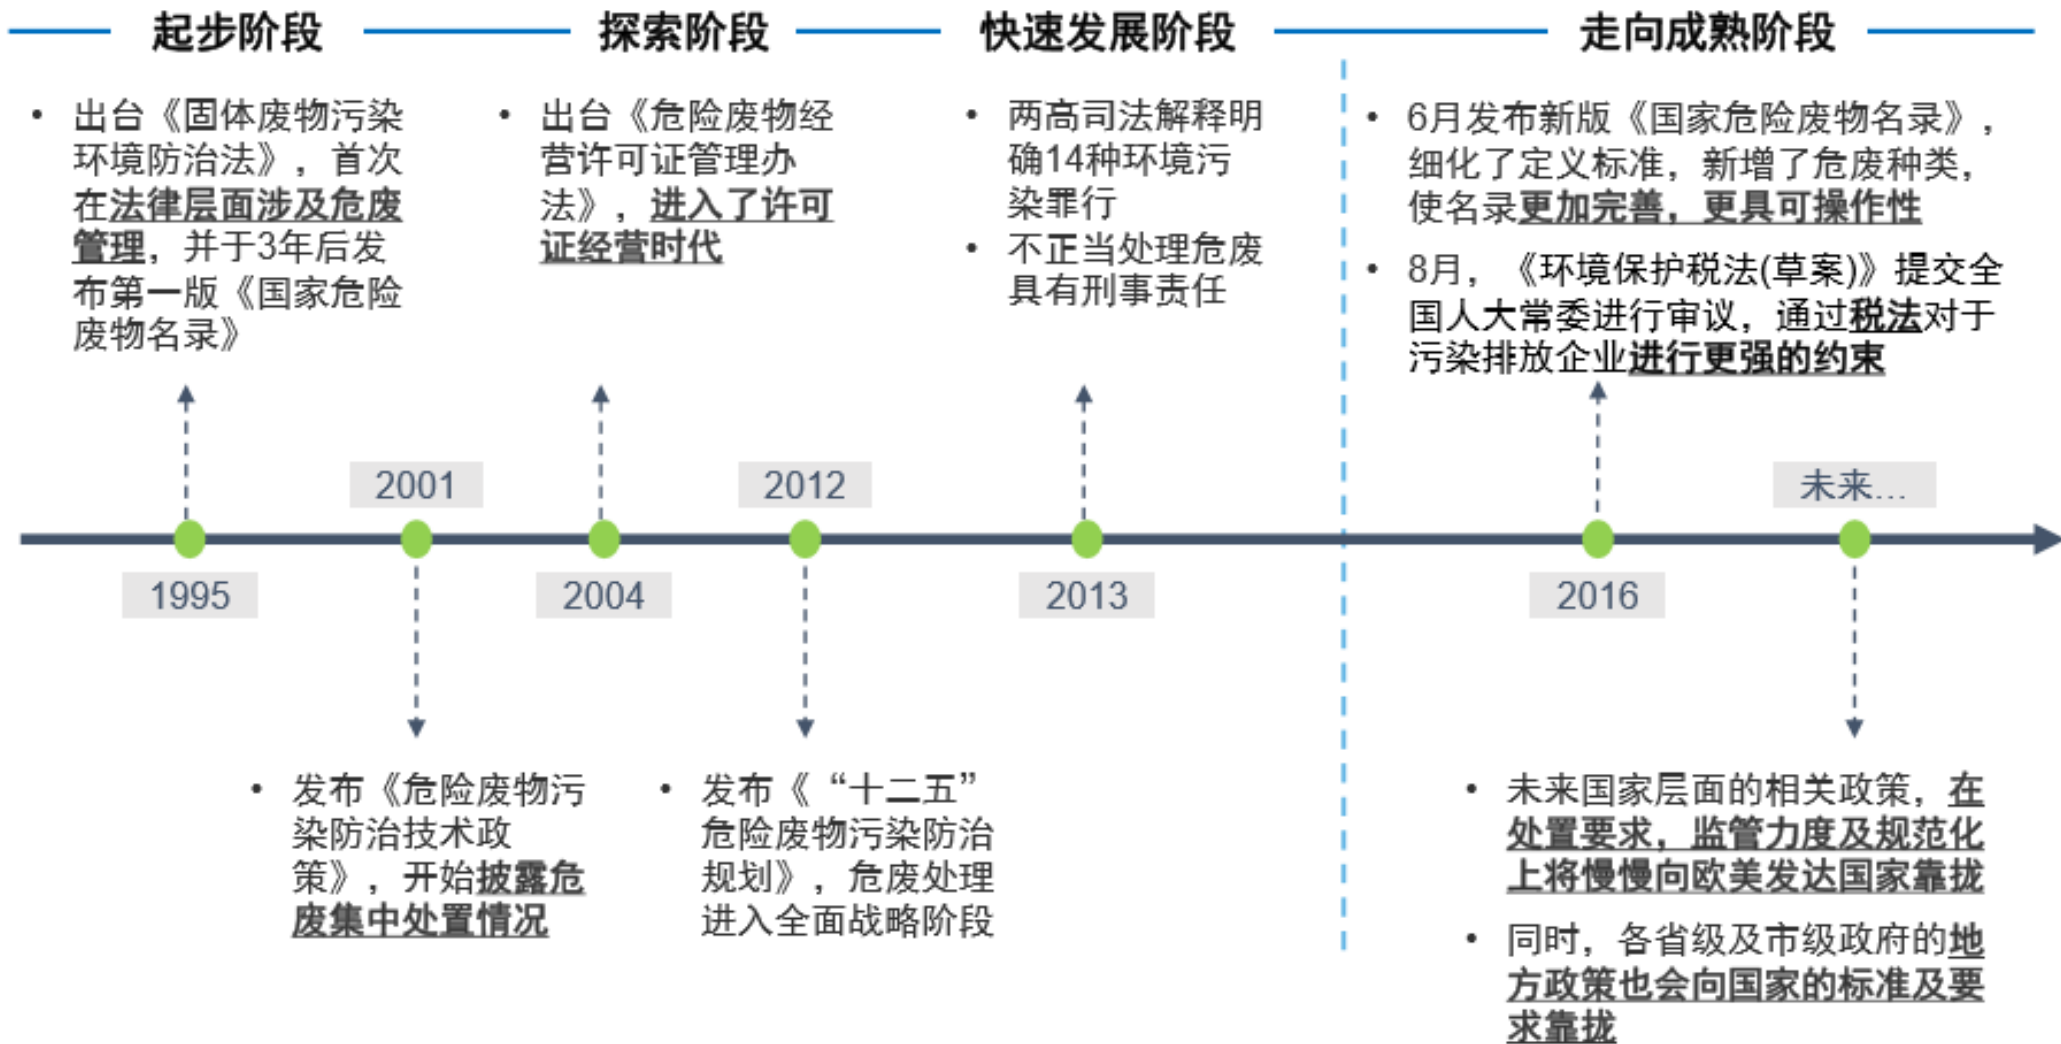 起步阶段
探索阶段
快速发展阶段
走向成熟阶段
• 出台《固体废物污染
环境防治法》，首次
在法律层面涉及危废
管理，并于3年后发
布第一版《国家危险
废物名录》
• 出台《危险废物经
营许可证管理办
法》，进入了许可
证经营时代
• 两高司法解释明
确14种环境污
染罪行
• 不正当处理危废
具有刑事责任
• 6月发布新版《国家危险废物名录》，
细化了定义标准，新增了危废种类，
使名录更加完善，更具可操作性
• 8月，《环境保护税法(草案)》提交全
国人大常委进行审议，通过税法对于
污染排放企业进行更强的约束
2001
2012
未来...
1995
2004
2013
2016
• 发布《危险废物污
染防治技术政
策》，开始披露危
废集中处置情况
• 发布《“十二五”
危险废物污染防治
规划》，危废处理
进入全面战略阶段
• 未来国家层面的相关政策，在
处置要求，监管力度及规范化
上将慢慢向欧美发达国家靠拢
• 同时，各省级及市级政府的地
方政策也会向国家的标准及要
求靠拢